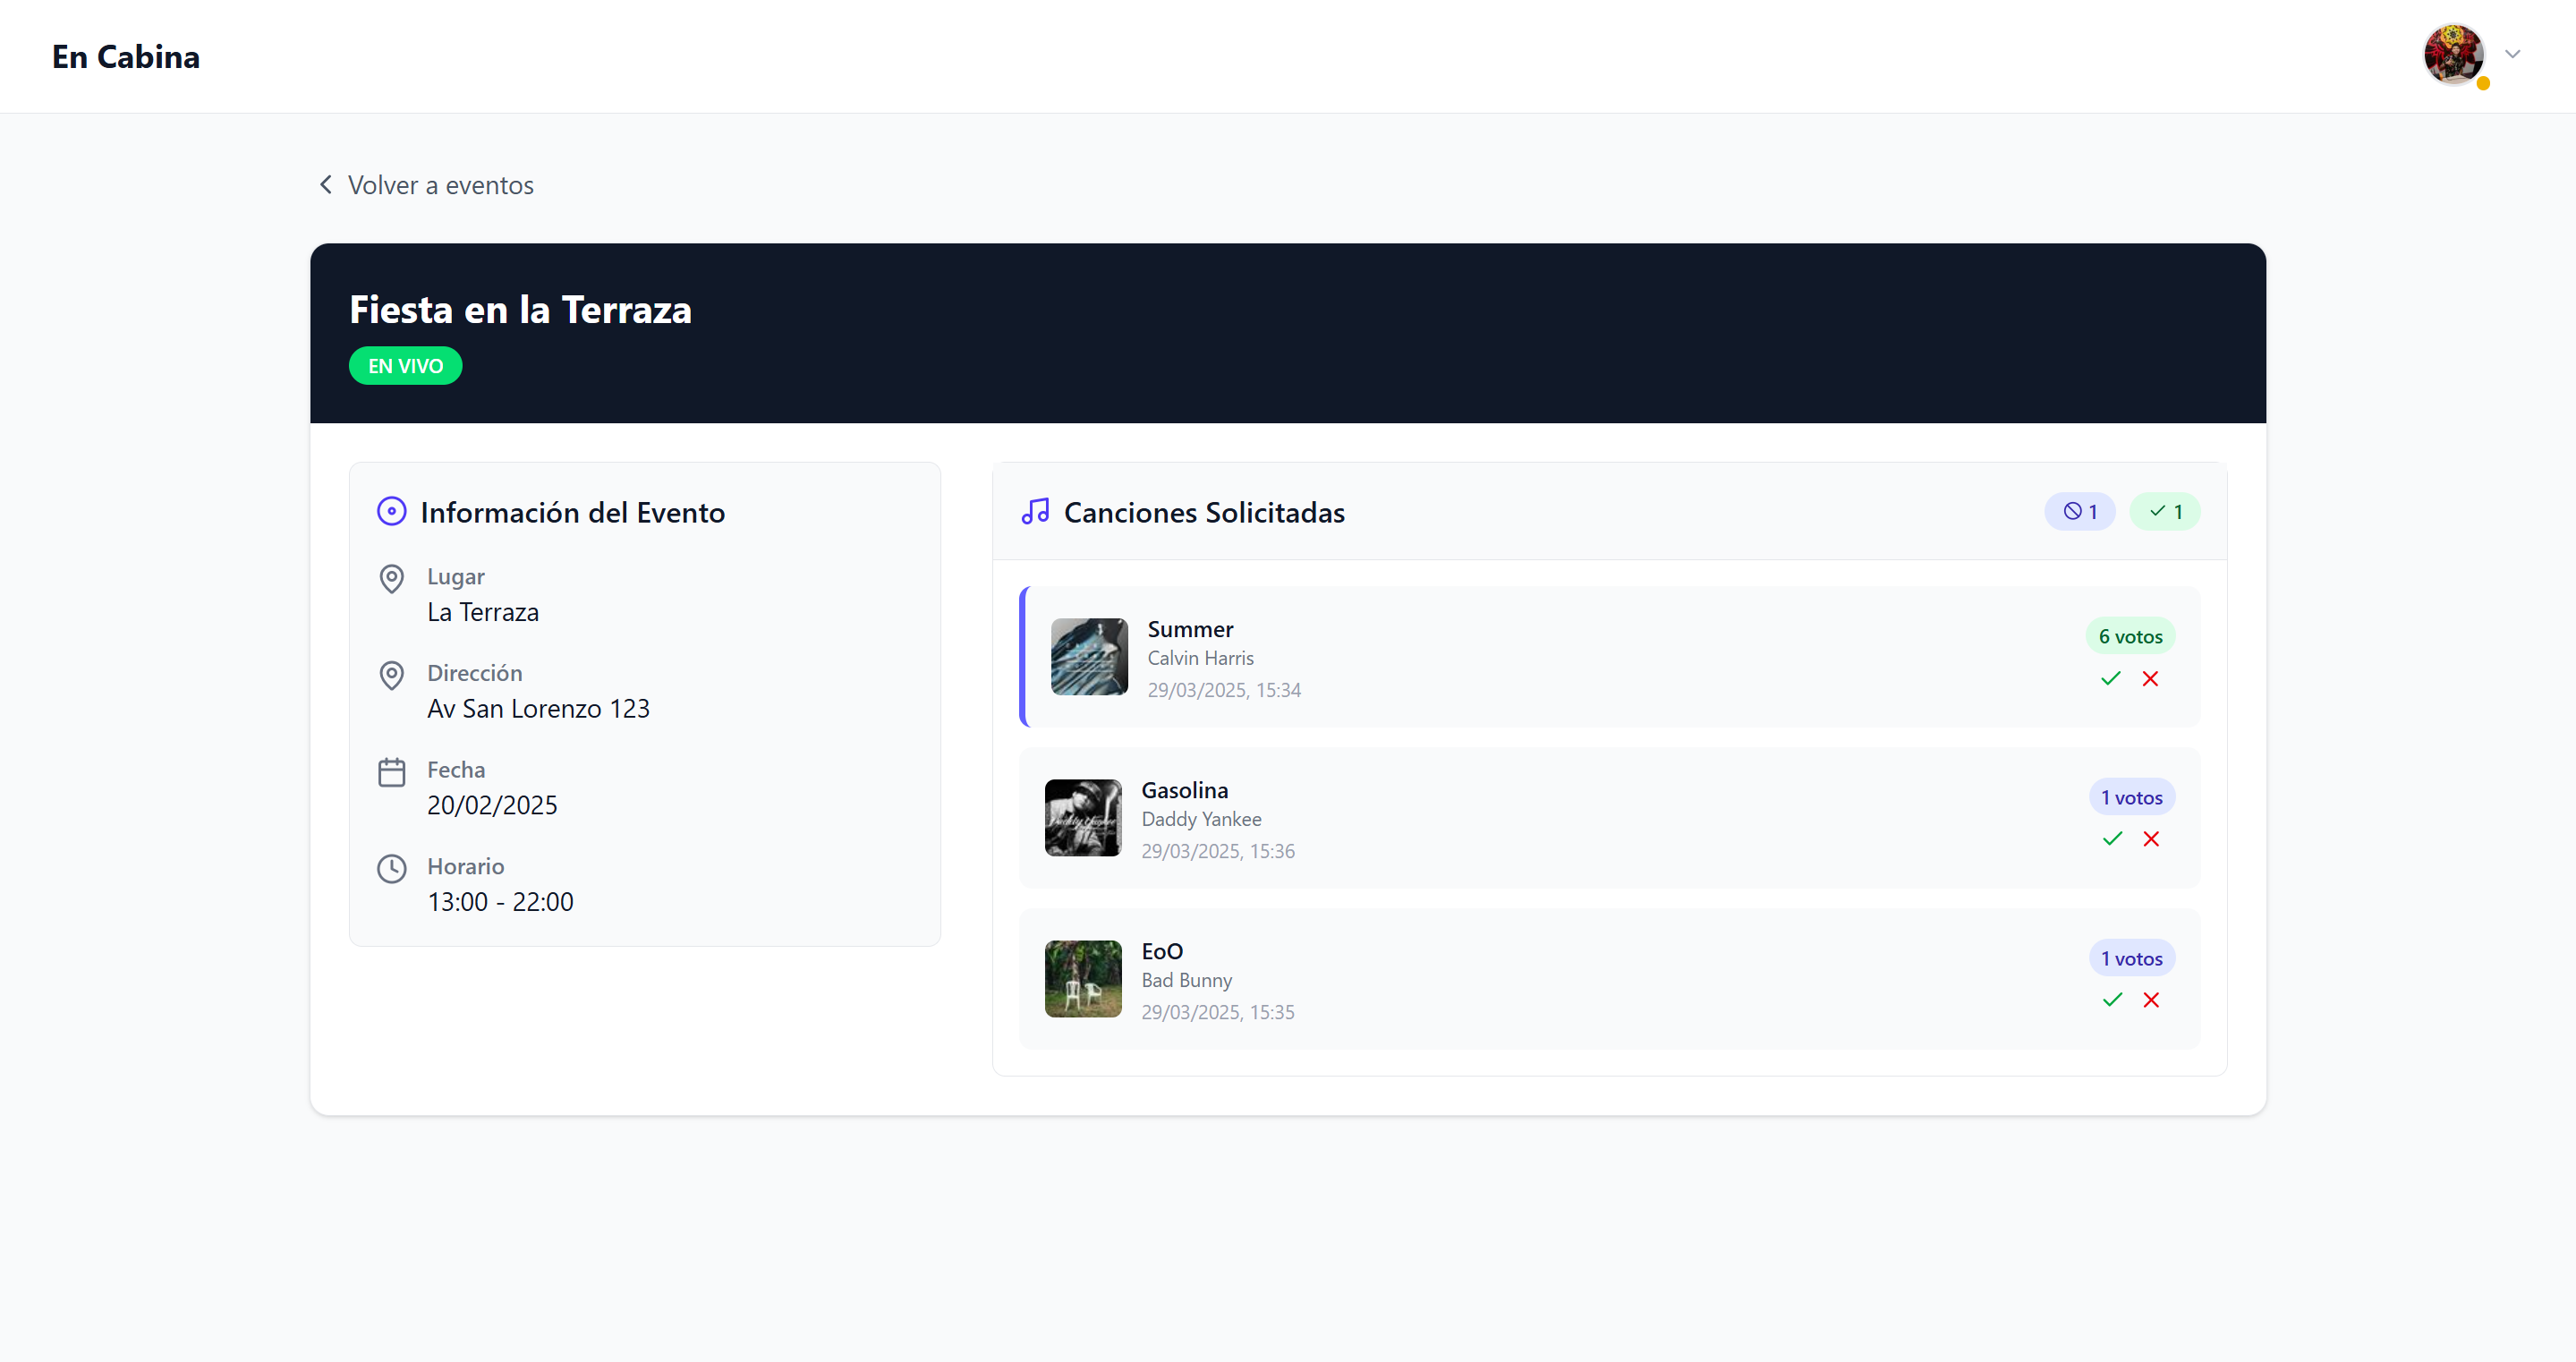 En Cabina
Volver a eventos
Fiesta en la Terraza
EN VIVO
Información del Evento
Lugar
La Terraza
Dirección
Av San Lorenzo 123
Fecha
20/02/2025
Horario
13:00 - 22:00
Canciones Solicitadas
1
1
Summer
Calvin Harris
29/03/2025, 15:34
6 votos
Gasolina
Daddy Yankee
29/03/2025, 15:36
1 votos
EoO
Bad Bunny
29/03/2025, 15:35
1 votos